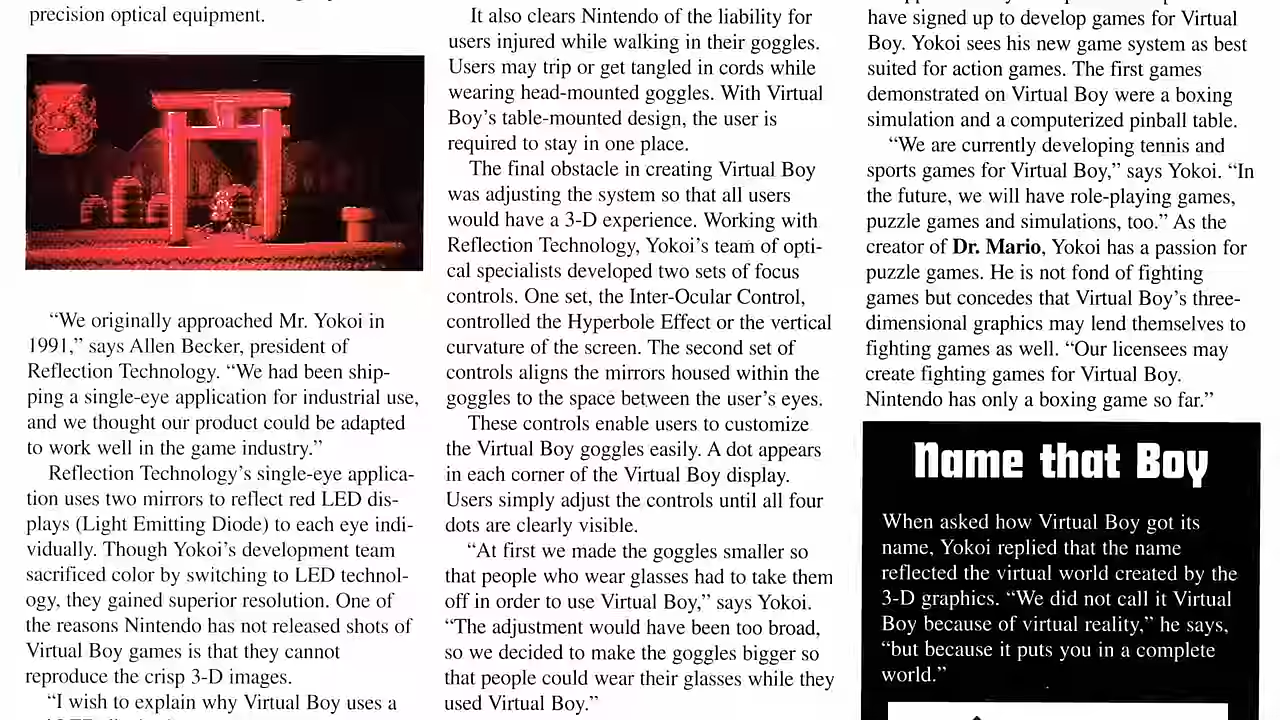 precision optical equipment.
“We originally approached Mr. Yokoi in
1991,” says Allen Becker, president of
Reflection Technology. “We had been ship-
ping a single-eye application for industrial use,
and we thought our product could be adapted
to work well in the game industry.”
Reflection Technology’s single-eye applica-
tion uses two mirrors to reflect red LED dis-
plays (Light Emitting Diode) to each eye indi-
vidually. Though Yokoi’s development team
sacrificed color by switching to LED technol-
ogy, they gained superior resolution. One of
the reasons Nintendo has not released shots of
Virtual Boy games is that they cannot
reproduce the crisp 3-D images.
“I wish to explain why Virtual Boy uses a
It also clears Nintendo of the liability for
users injured while walking in their goggles.
Users may trip or get tangled in cords while
wearing head-mounted goggles. With Virtual
Boy’s table-mounted design, the user is
required to stay in one place.
The final obstacle in creating Virtual Boy
was adjusting the system so that all users
would have a 3-D experience. Working with
Reflection Technology, Yokoi’s team of opti-
cal specialists developed two sets of focus
controls. One set, the Inter-Ocular Control,
controlled the Hyperbole Effect or the vertical
curvature of the screen. The second set of
controls aligns the mirrors housed within the
goggles to the space between the user’s eyes.
These controls enable users to customize
the Virtual Boy goggles easily. A dot appears
in each corner of the Virtual Boy display.
Users simply adjust the controls until all four
dots are clearly visible.
“At first we made the goggles smaller so
that people who wear glasses had to take them
off in order to use Virtual Boy,” says Yokoi.
“The adjustment would have been too broad,
so we decided to make the goggles bigger so
that people could wear their glasses while they
used Virtual Boy.”
have signed up to develop games for Virtual
Boy. Yokoi sees his new game system as best
suited for action games. The first games
demonstrated on Virtual Boy were a boxing
simulation and a computerized pinball table.
“We are currently developing tennis and
sports games for Virtual Boy,” says Yokoi. “In
the future, we will have role-playing games,
puzzle games and simulations, too.” As the
creator of Dr. Mario, Yokoi has a passion for
puzzle games. He is not fond of fighting
games but concedes that Virtual Boy’s three-
dimensional graphics may lend themselves to
fighting games as well. “Our licensees may
create fighting games for Virtual Boy.
Nintendo has only a boxing game so far.”
Name that Boy
When asked how Virtual Boy got its
name, Yokoi replied that the name
reflected the virtual world created by the
3-D graphics. “We did not call it Virtual
Boy because of virtual reality,” he says,
“but because it puts you in a complete
world.”